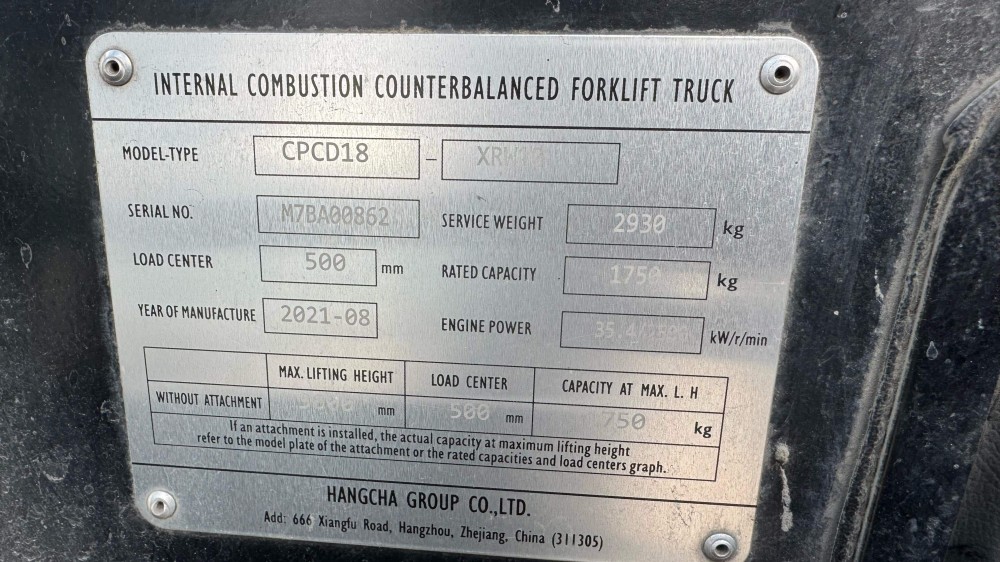 INTERNAL COMBUSTION COUNTERBALANCED FORKLIFT TRUCK
MODEL-TYPE CPCD18 -
SERIAL NO. M7BA00862 SERVICE WEIGHT 2930 kg
LOAD CENTER 500 mm RATED CAPACITY 1750 kg
YEAR OF MANUFACTURE 2021-08 ENGINE POWER kW/r/min
MAX. LIFTING HEIGHT LOAD CENTER CAPACITY AT MAX. L. H
WITHOUT ATTACHMENT mm 500 mm 750 kg
If an attachment is installed, the actual capacity at maximum lifting height
refer to the model plate of the attachment or the rated capacities and load centers graph.
HANGCHA GROUP CO.,LTD.
Add: 666 Xiangfu Road, Hangzhou, Zhejiang, China (311305)